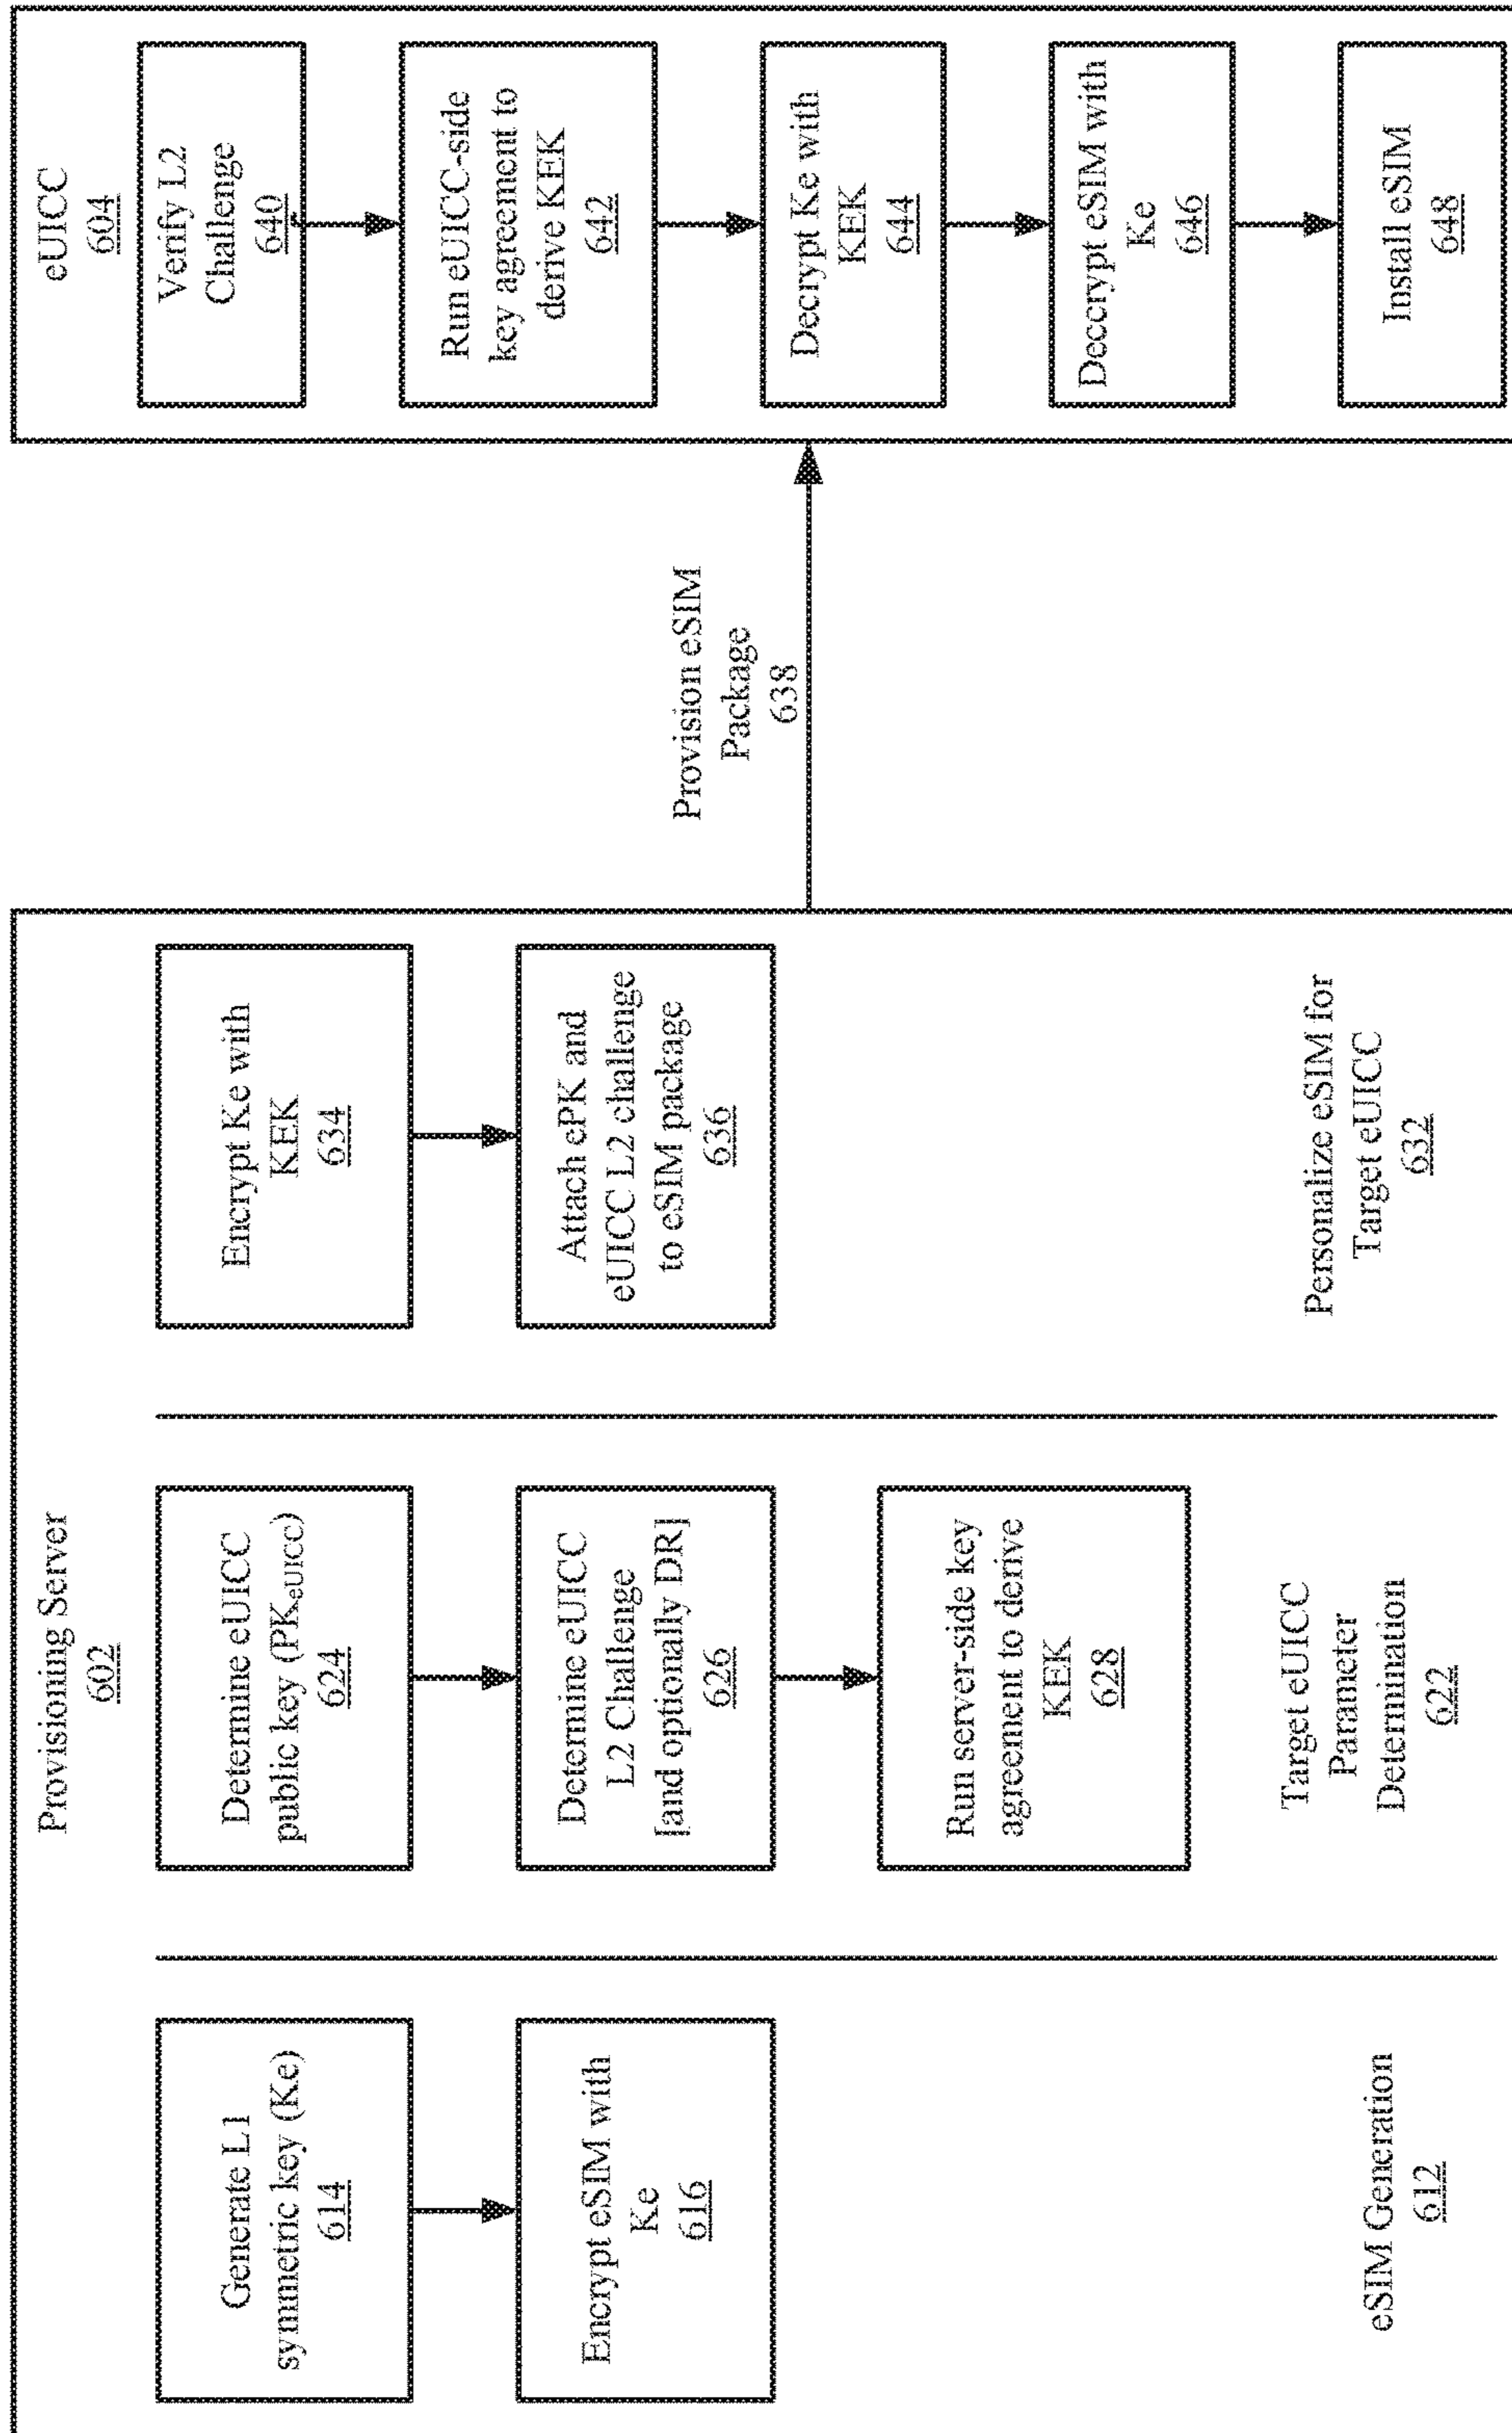 Provisioning Server
602
Generate L1
symmetric key (Ke)
614
Encrypt eSIM with
Ke
616
eSIM Generation
612
Determine eUICC
public key (PKeUICC)
624
Determine eUICC
L2 Challenge
[and optionally DR]
626
Run server-side key
agreement to derive
KEK
628
Target eUICC
Parameter
Determination
622
Encrypt Ke with
KEK
634
Attach ePK and
eUICC L2 challenge
to eSIM package
636
Personalize eSIM for
Target eUICC
632
Provision eSIM
Package
638
eUICC
604
Verify L2
Challenge
640
Run eUICC-side
key agreement to
derive KEK
642
Decrypt Ke with
KEK
644
Deccrypt eSIM with
Ke
646
Install eSIM
648